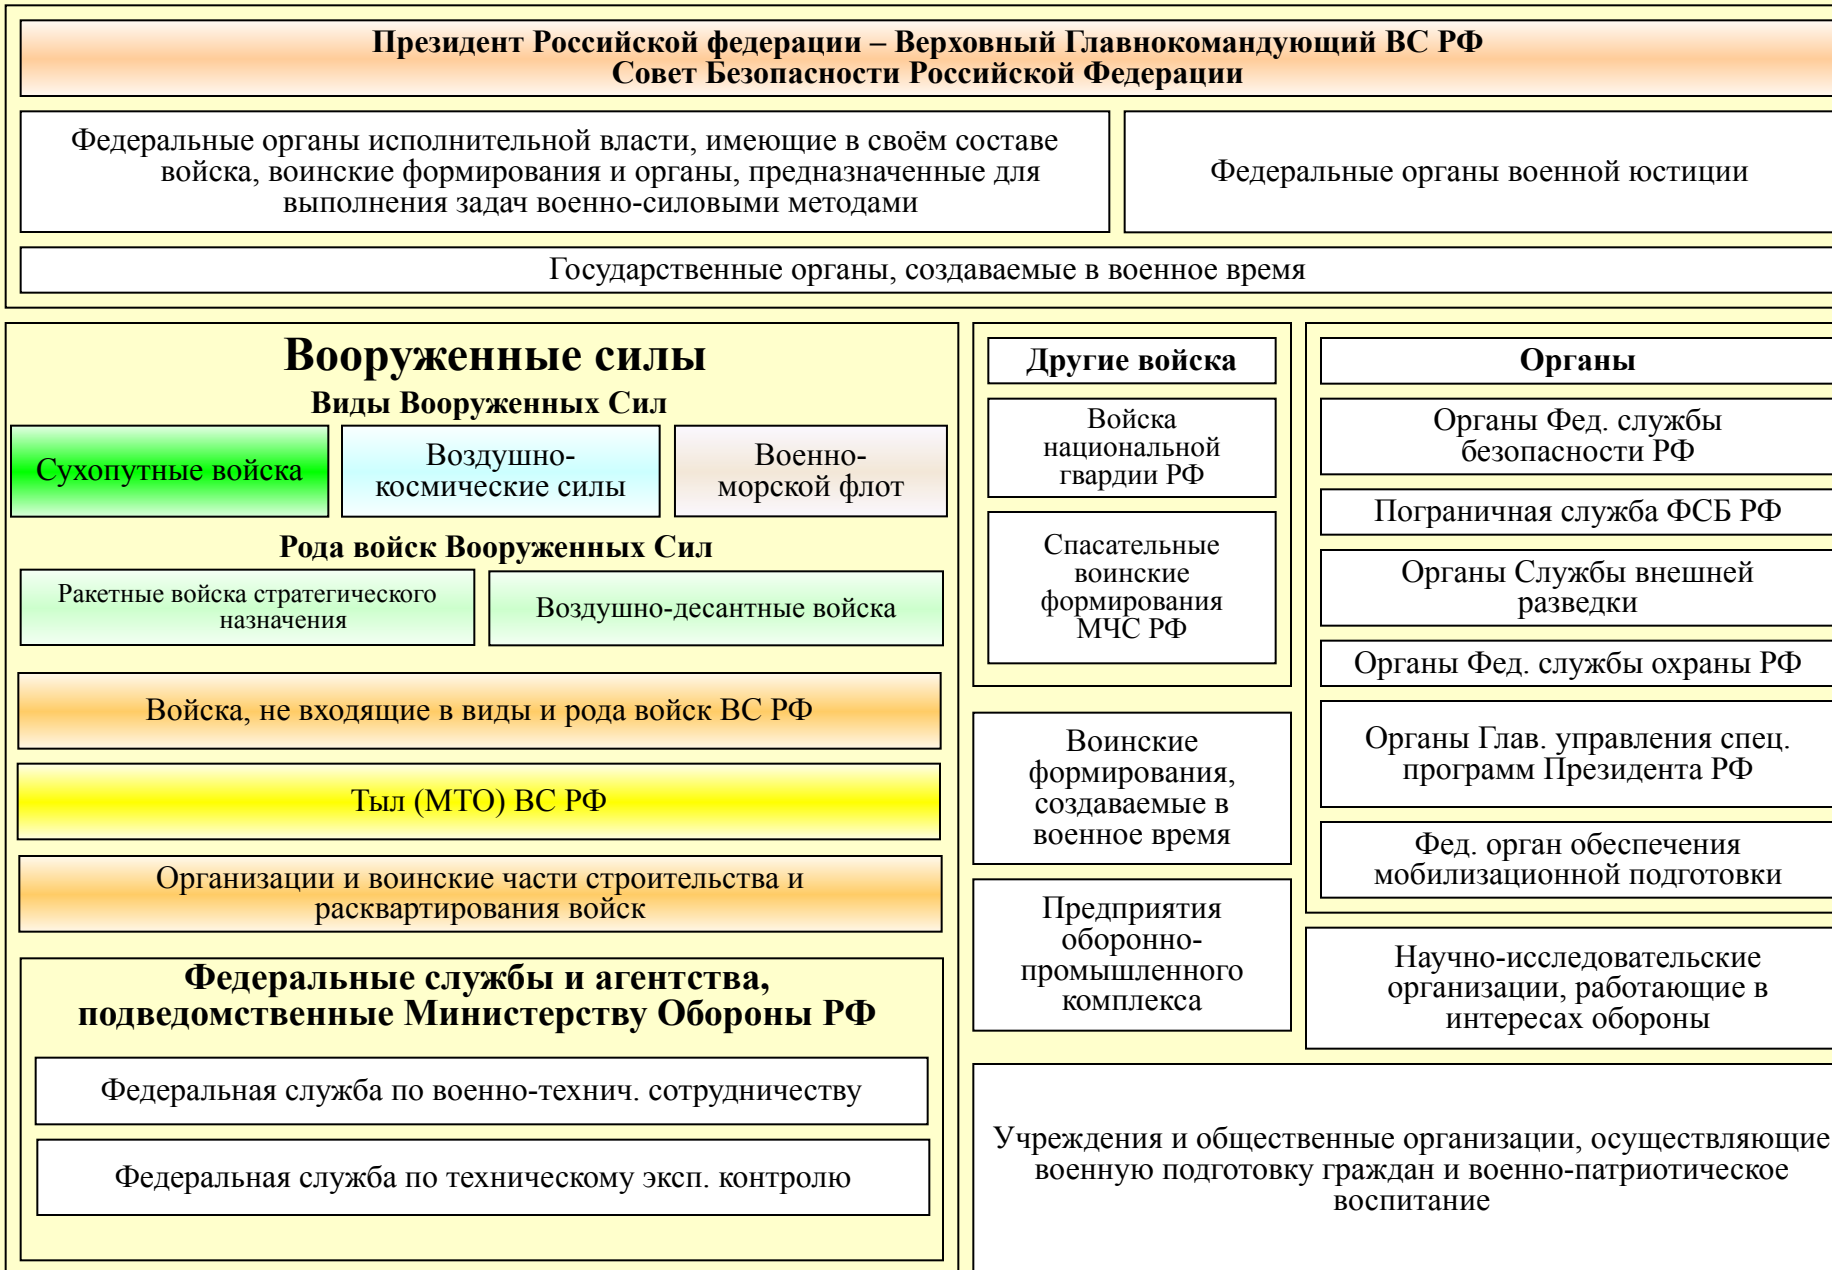 Президент Российской федерации – Верховный Главнокомандующий ВС РФ
Совет Безопасности Российской Федерации
Федеральные органы исполнительной власти, имеющие в своём составе
войска, воинские формирования и органы, предназначенные для
выполнения задач военно-силовыми методами
Федеральные органы военной юстиции
Государственные органы, создаваемые в военное время
Вооруженные силы
Виды Вооруженных Сил
Сухопутные войска
Воздушно-
космические силы
Военно-
морской флот
Рода войск Вооруженных Сил
Ракетные войска стратегического
назначения
Воздушно-десантные войска
Войска, не входящие в виды и рода войск ВС РФ
Тыл (МТО) ВС РФ
Организации и воинские части строительства и
расквартирования войск
Федеральные службы и агентства,
подведомственные Министерству Обороны РФ
Федеральная служба по военно-технич. сотрудничеству
Федеральная служба по техническому эксп. контролю
Другие войска
Войска
национальной
гвардии РФ
Спасательные
воинские
формирования
МЧС РФ
Воинские
формирования,
создаваемые в
военное время
Предприятия
оборонно-
промышленного
комплекса
Органы
Органы Фед. службы
безопасности РФ
Пограничная служба ФСБ РФ
Органы Службы внешней
разведки
Органы Фед. службы охраны РФ
Органы Глав. управления спец.
программ Президента РФ
Фед. орган обеспечения
мобилизационной подготовки
Научно-исследовательские
организации, работающие в
интересах обороны
Учреждения и общественные организации, осуществляющие
военную подготовку граждан и военно-патриотическое
воспитание